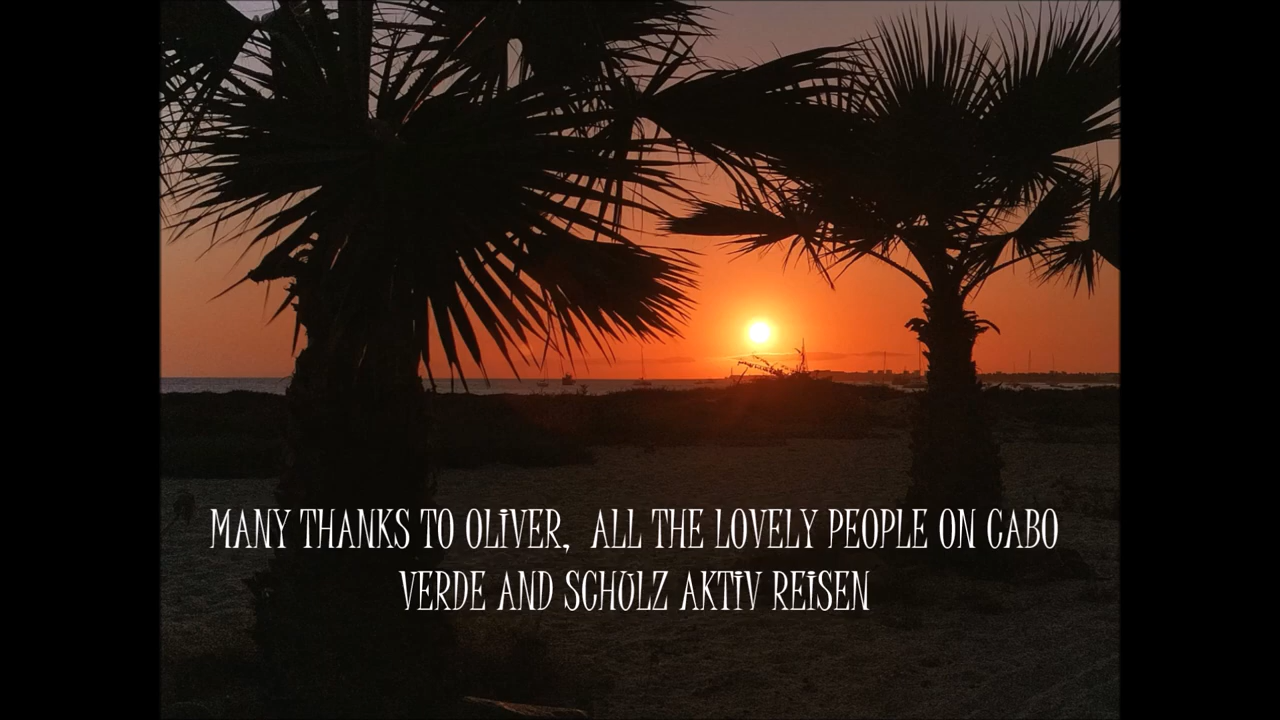 MANY THANKS TO OLiVER, ALL THE LOVELY PEOPLE ON CABO
VERDE AND SCHULZ AKTiV REiSEN